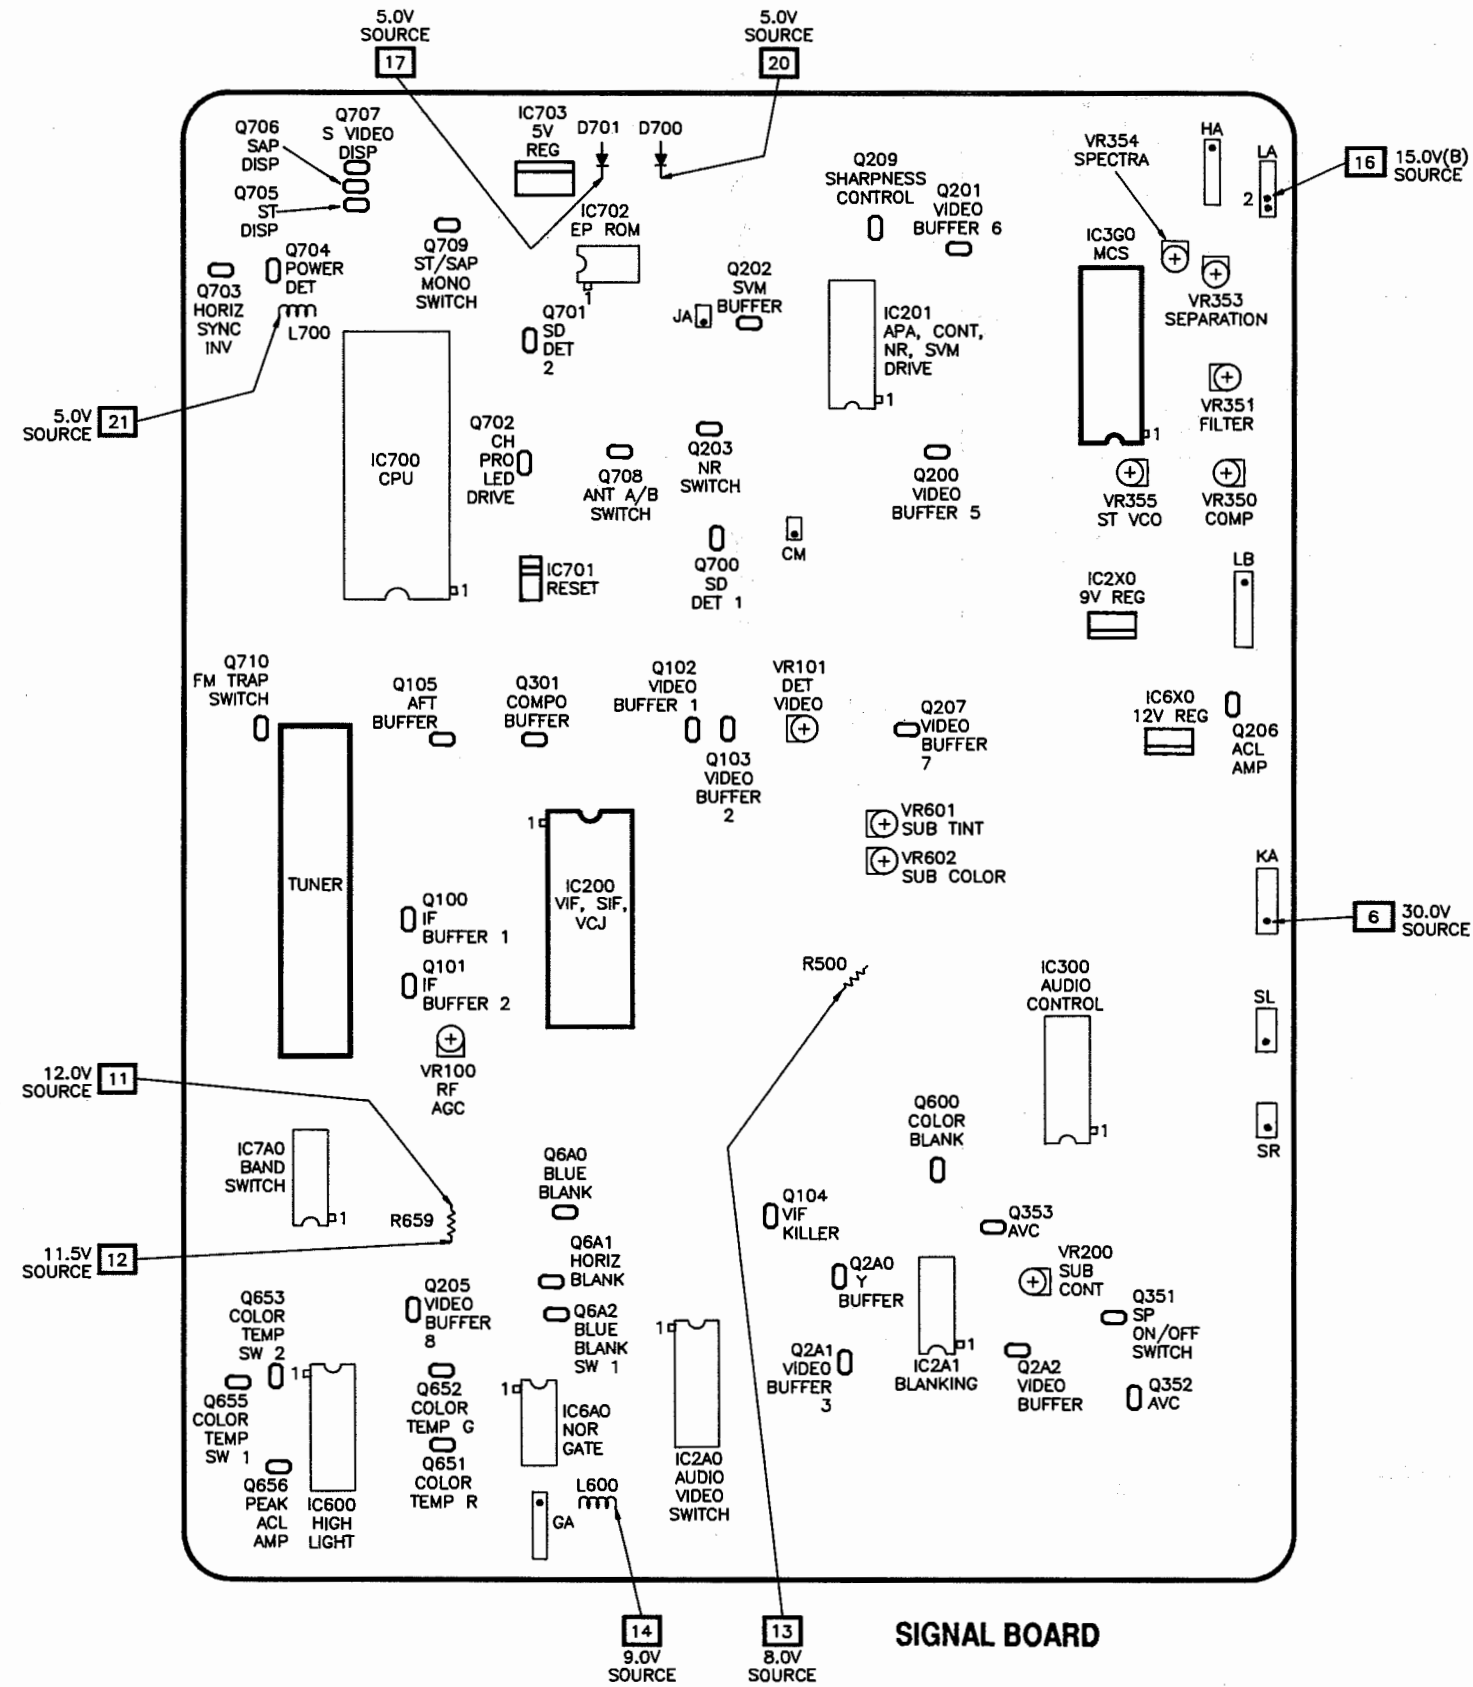 5.0V
SOURCE
17
5.0V
SOURCE
20
Q706
SAP
DISP
Q707
S VIDEO
DISP
Q705
ST
DISP
IC703
5V
REG
D701
D700
IC702
EP ROM
1
Q209
SHARPNESS
CONTROL
Q201
VIDEO
BUFFER 6
VR354
SPECTRA
HA
LA
2
16
15.0V(B)
SOURCE
Q703
HORIZ
SYNC
INV
Q704
POWER
DET
L700
Q709
ST/SAP
MONO
SWITCH
Q701
SD
DET
2
JA
Q202
SVM
BUFFER
IC201
APA, CONT,
NR, SVM
DRIVE
1
IC3G0
MCS
1
VR353
SEPARATION
VR351
FILTER
5.0V
SOURCE
21
IC700
CPU
1
Q702
CH
PRO
LED
DRIVE
Q708
ANT A/B
SWITCH
Q203
NR
SWITCH
Q200
VIDEO
BUFFER 5
VR355
ST VCO
VR350
COMP
IC701
RESET
Q700
SD
DET 1
CM
IC2X0
9V REG
LB
Q710
FM TRAP
SWITCH
Q105
AFT
BUFFER
Q301
COMPO
BUFFER
Q102
VIDEO
BUFFER 1
Q103
VIDEO
BUFFER
2
VR101
DET
VIDEO
Q207
VIDEO
BUFFER
7
IC6X0
12V REG
Q206
ACL
AMP
VR601
SUB TINT
VR602
SUB COLOR
TUNER
1
IC200
VIF, SIF,
VCJ
KA
6
30.0V
SOURCE
Q100
IF
BUFFER 1
Q101
IF
BUFFER 2
VR100
RF
AGC
R500
IC300
AUDIO
CONTROL
1
SL
SR
12.0V
SOURCE
11
IC7A0
BAND
SWITCH
1
R659
11.5V
SOURCE
12
Q6A0
BLUE
BLANK
Q6A1
HORIZ
BLANK
Q6A2
BLUE
BLANK
SW 1
Q600
COLOR
BLANK
Q104
VIF
KILLER
Q353
AVC
Q2A0
Y
BUFFER
VR200
SUB
CONT
Q351
SP
ON/OFF
SWITCH
Q653
COLOR
TEMP
SW 2
Q205
VIDEO
BUFFER
8
1
Q2A1
VIDEO
BUFFER
3
1
IC2A1
BLANKING
Q2A2
VIDEO
BUFFER
Q352
AVC
Q655
COLOR
TEMP
SW 1
1
Q652
COLOR
TEMP G
1
IC6A0
NOR
GATE
Q651
COLOR
TEMP R
Q656
PEAK
ACL
AMP
IC600
HIGH
LIGHT
GA
L600
IC2A0
AUDIO
VIDEO
SWITCH
14
9.0V
SOURCE
13
8.0V
SOURCE
SIGNAL BOARD